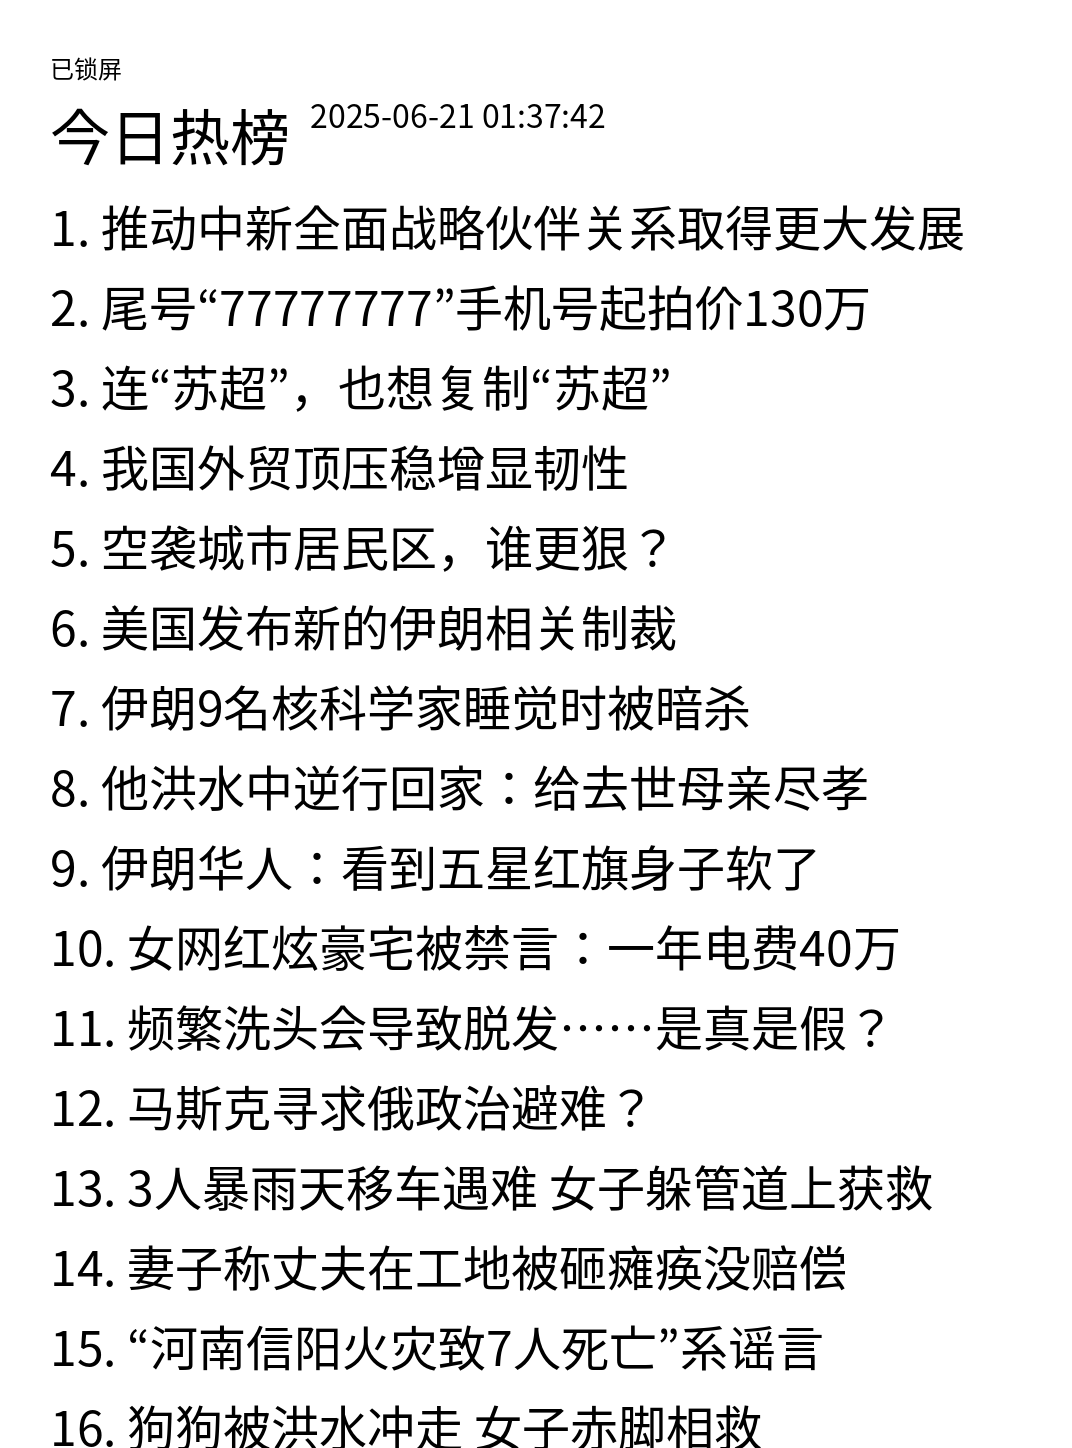 已锁屏
今日热榜 2025-06-21 01:37:42
1. 推动中新全面战略伙伴关系取得更大发展
2. 尾号“77777777”手机号起拍价130万
3. 连“苏超”，也想复制“苏超”
4. 我国外贸顶压稳增显韧性
5. 空袭城市居民区，谁更狠？
6. 美国发布新的伊朗相关制裁
7. 伊朗9名核科学家睡觉时被暗杀
8. 他洪水中逆行回家：给去世母亲尽孝
9. 伊朗华人：看到五星红旗身子软了
10. 女网红炫豪宅被禁言：一年电费40万
11. 频繁洗头会导致脱发……是真是假？
12. 马斯克寻求俄政治避难？
13. 3人暴雨天移车遇难 女子躲管道上获救
14. 妻子称丈夫在工地被砸瘫痪没赔偿
15. “河南信阳火灾致7人死亡”系谣言
16. 狗狗被洪水冲走 女子赤脚相救